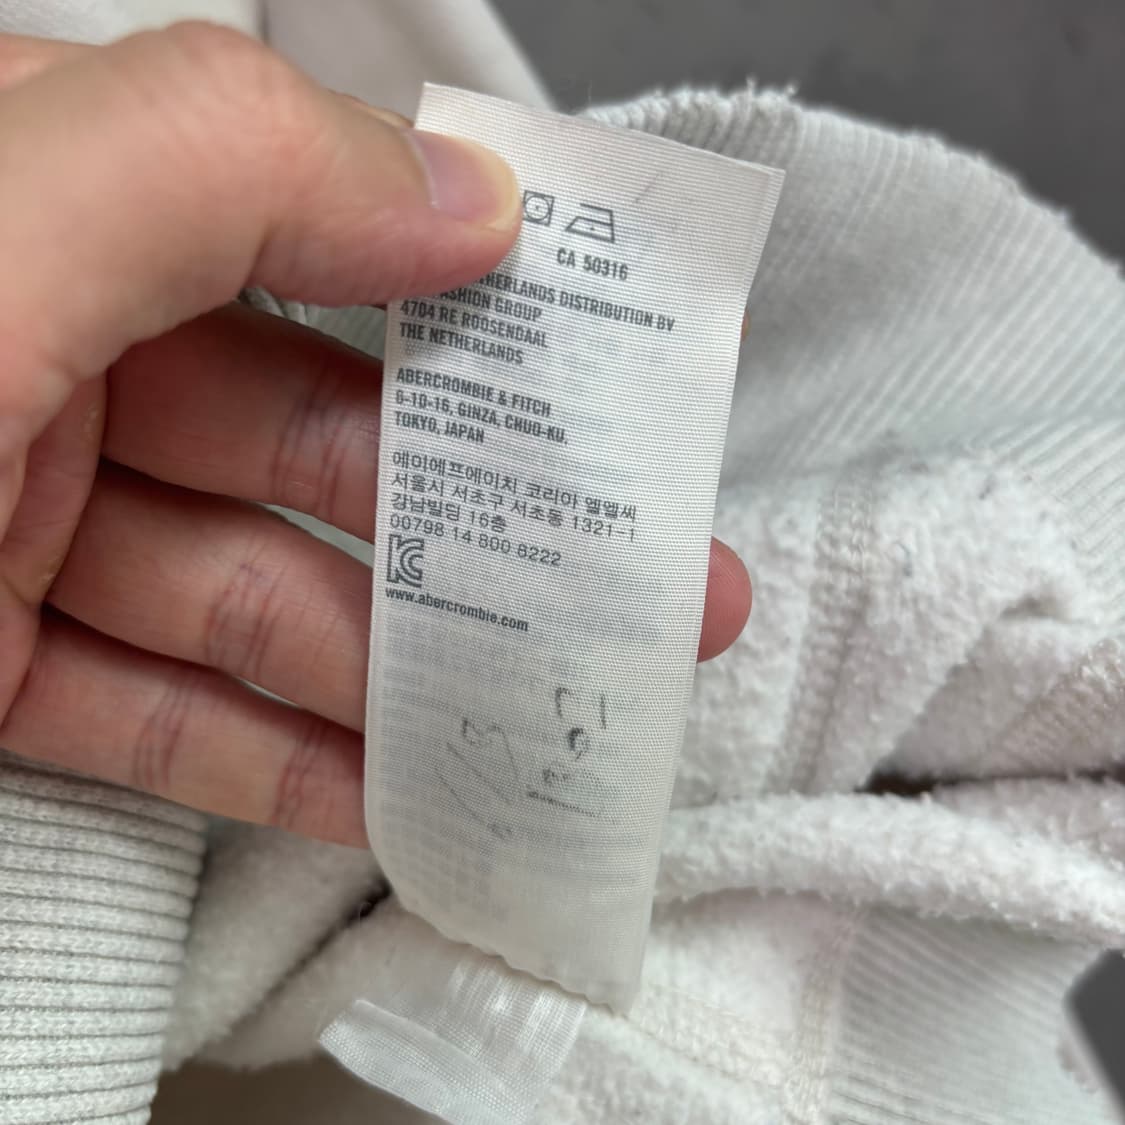 CA 50316
THERLANDS DISTRIBUTION BV
ASHION GROUP
4704 RE ROOSENDAAL
THE NETHERLANDS
ABERCROMBIE & FITCH
6-10-16, GINZA, CHUO-KU,
TOKYO, JAPAN
에이에프에이치 코리아 엘엘씨
서울시 서초구 서초동 1321-1
강남빌딩 16층
00798 14 800 6222
KC
www.abercrombie.com